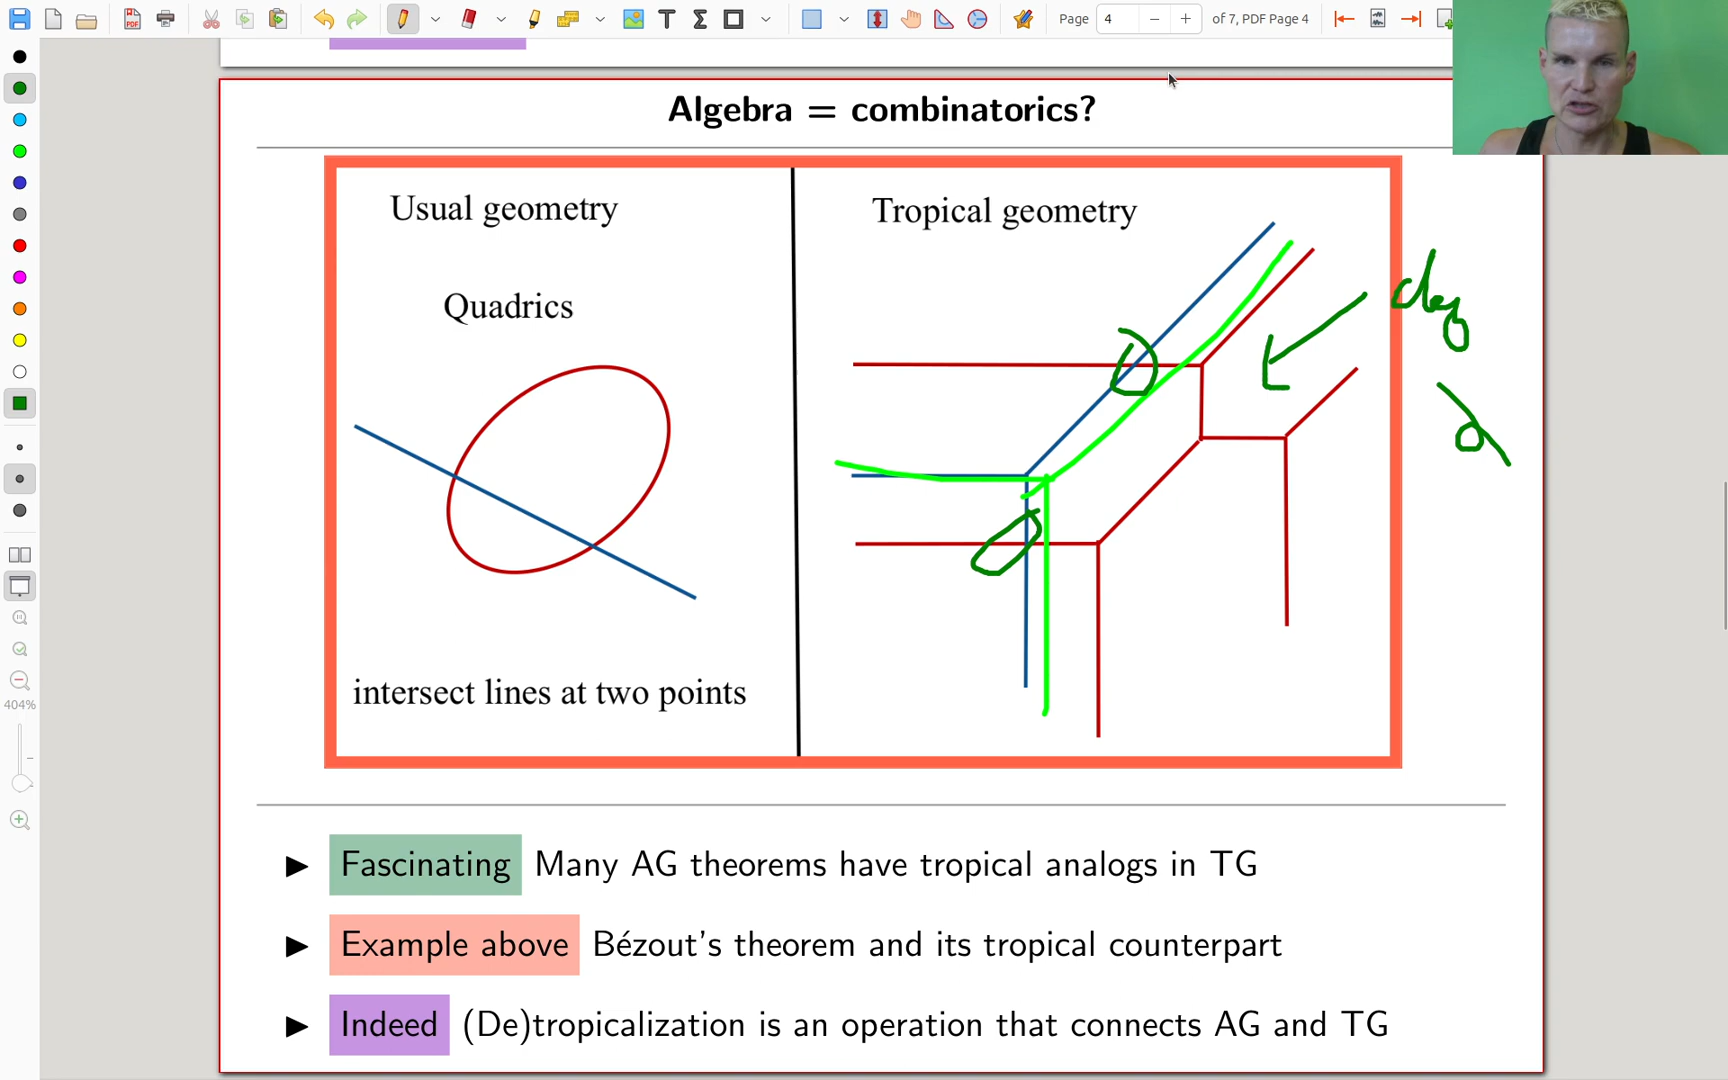 Page 4 of 7, PDF Page 4
Algebra = combinatorics?
Usual geometry
Tropical geometry
Quadrics
deg
2
intersect lines at two points
404%
▶ Fascinating Many AG theorems have tropical analogs in TG
▶ Example above Bézout's theorem and its tropical counterpart
▶ Indeed (De)tropicalization is an operation that connects AG and TG